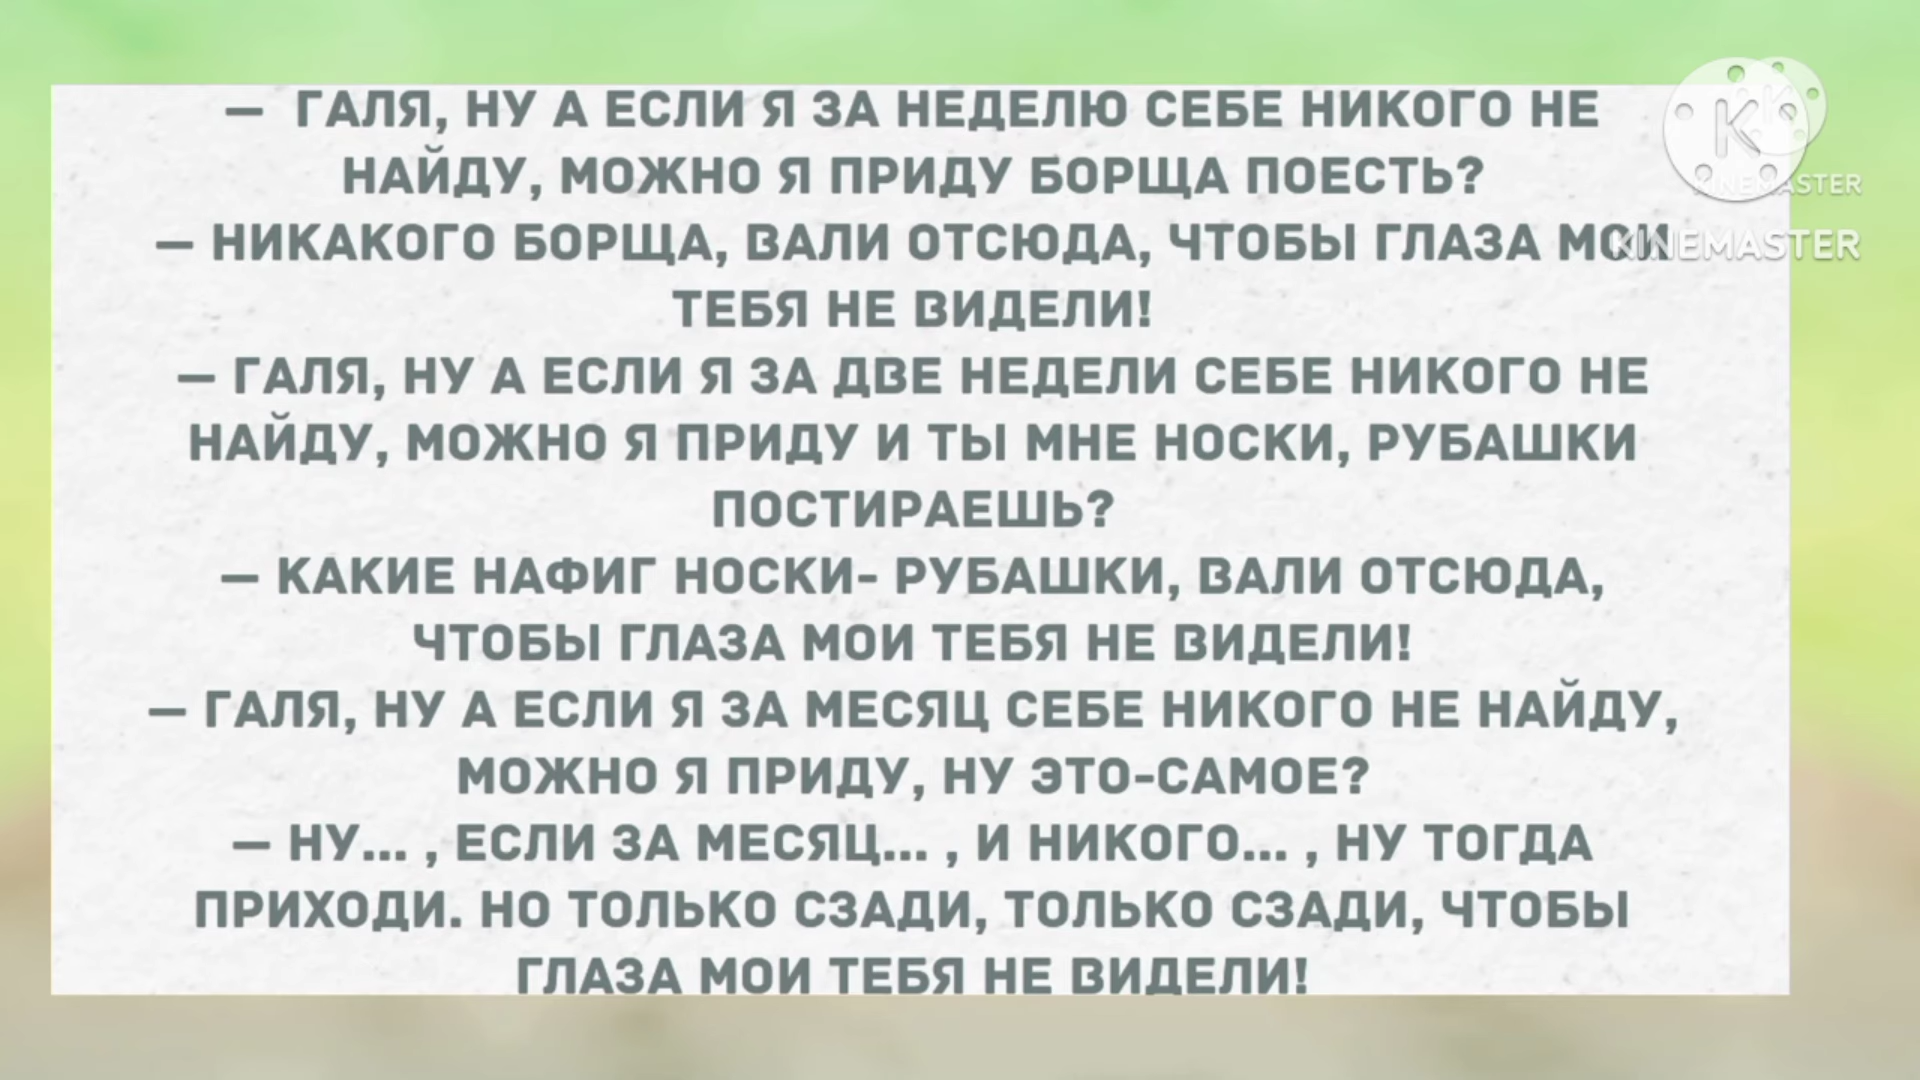 — ГАЛЯ, НУ А ЕСЛИ Я ЗА НЕДЕЛЮ СЕБЕ НИКОГО НЕ
НАЙДУ, МОЖНО Я ПРИДУ БОРЩА ПОЕСТЬ?
— НИКАКОГО БОРЩА, ВАЛИ ОТСЮДА, ЧТОБЫ ГЛАЗА МОИ
ТЕБЯ НЕ ВИДЕЛИ!
— ГАЛЯ, НУ А ЕСЛИ Я ЗА ДВЕ НЕДЕЛИ СЕБЕ НИКОГО НЕ
НАЙДУ, МОЖНО Я ПРИДУ И ТЫ МНЕ НОСКИ, РУБАШКИ
ПОСТИРАЕШЬ?
— КАКИЕ НАФИГ НОСКИ- РУБАШКИ, ВАЛИ ОТСЮДА,
ЧТОБЫ ГЛАЗА МОИ ТЕБЯ НЕ ВИДЕЛИ!
— ГАЛЯ, НУ А ЕСЛИ Я ЗА МЕСЯЦ СЕБЕ НИКОГО НЕ НАЙДУ,
МОЖНО Я ПРИДУ, НУ ЭТО-САМОЕ?
— НУ... , ЕСЛИ ЗА МЕСЯЦ... , И НИКОГО... , НУ ТОГДА
ПРИХОДИ. НО ТОЛЬКО СЗАДИ, ТОЛЬКО СЗАДИ, ЧТОБЫ
ГЛАЗА МОИ ТЕБЯ НЕ ВИДЕЛИ!
K
K
KINEMASTER
KINEMASTER